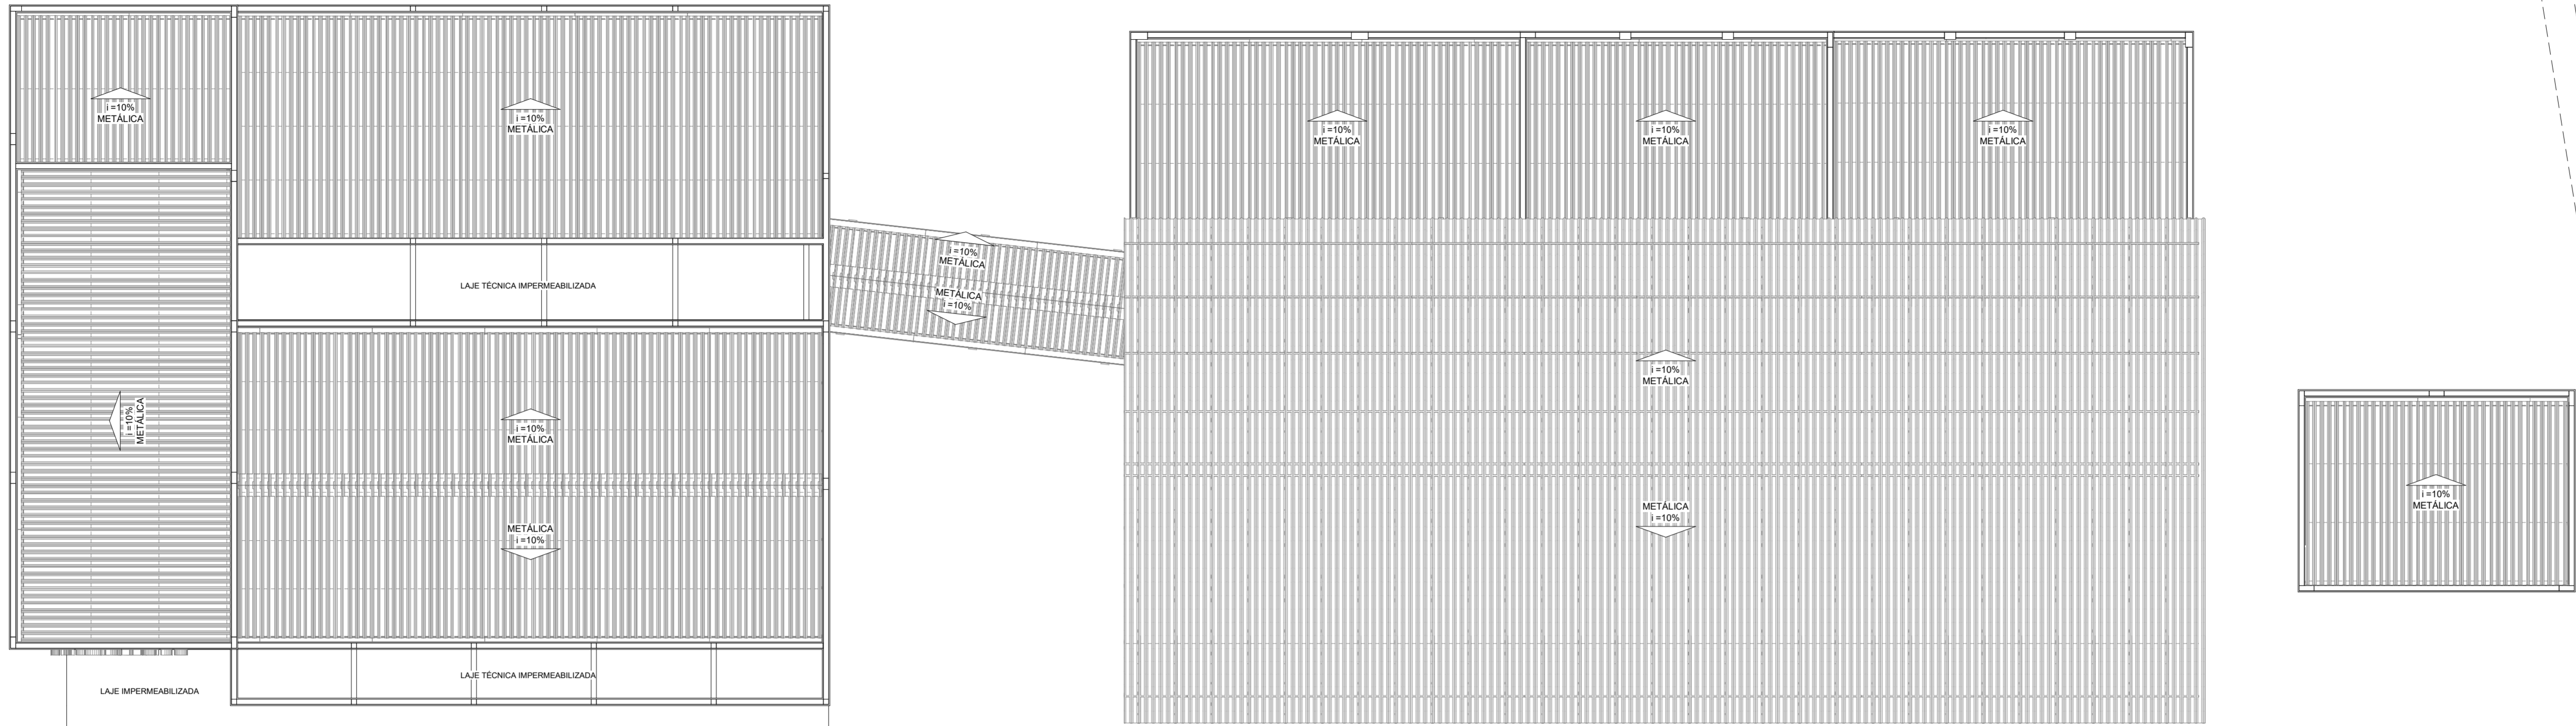 i =10%
METÁLICA
i =10%
METÁLICA
i =10%
METÁLICA
LAJE TÉCNICA IMPERMEABILIZADA
i =10%
METÁLICA
METÁLICA
i =10%
LAJE TÉCNICA IMPERMEABILIZADA
LAJE IMPERMEABILIZADA
i =10%
METÁLICA
METÁLICA
i =10%
i =10%
METÁLICA
i =10%
METÁLICA
i =10%
METÁLICA
i =10%
METÁLICA
METÁLICA
i =10%
i =10%
METÁLICA